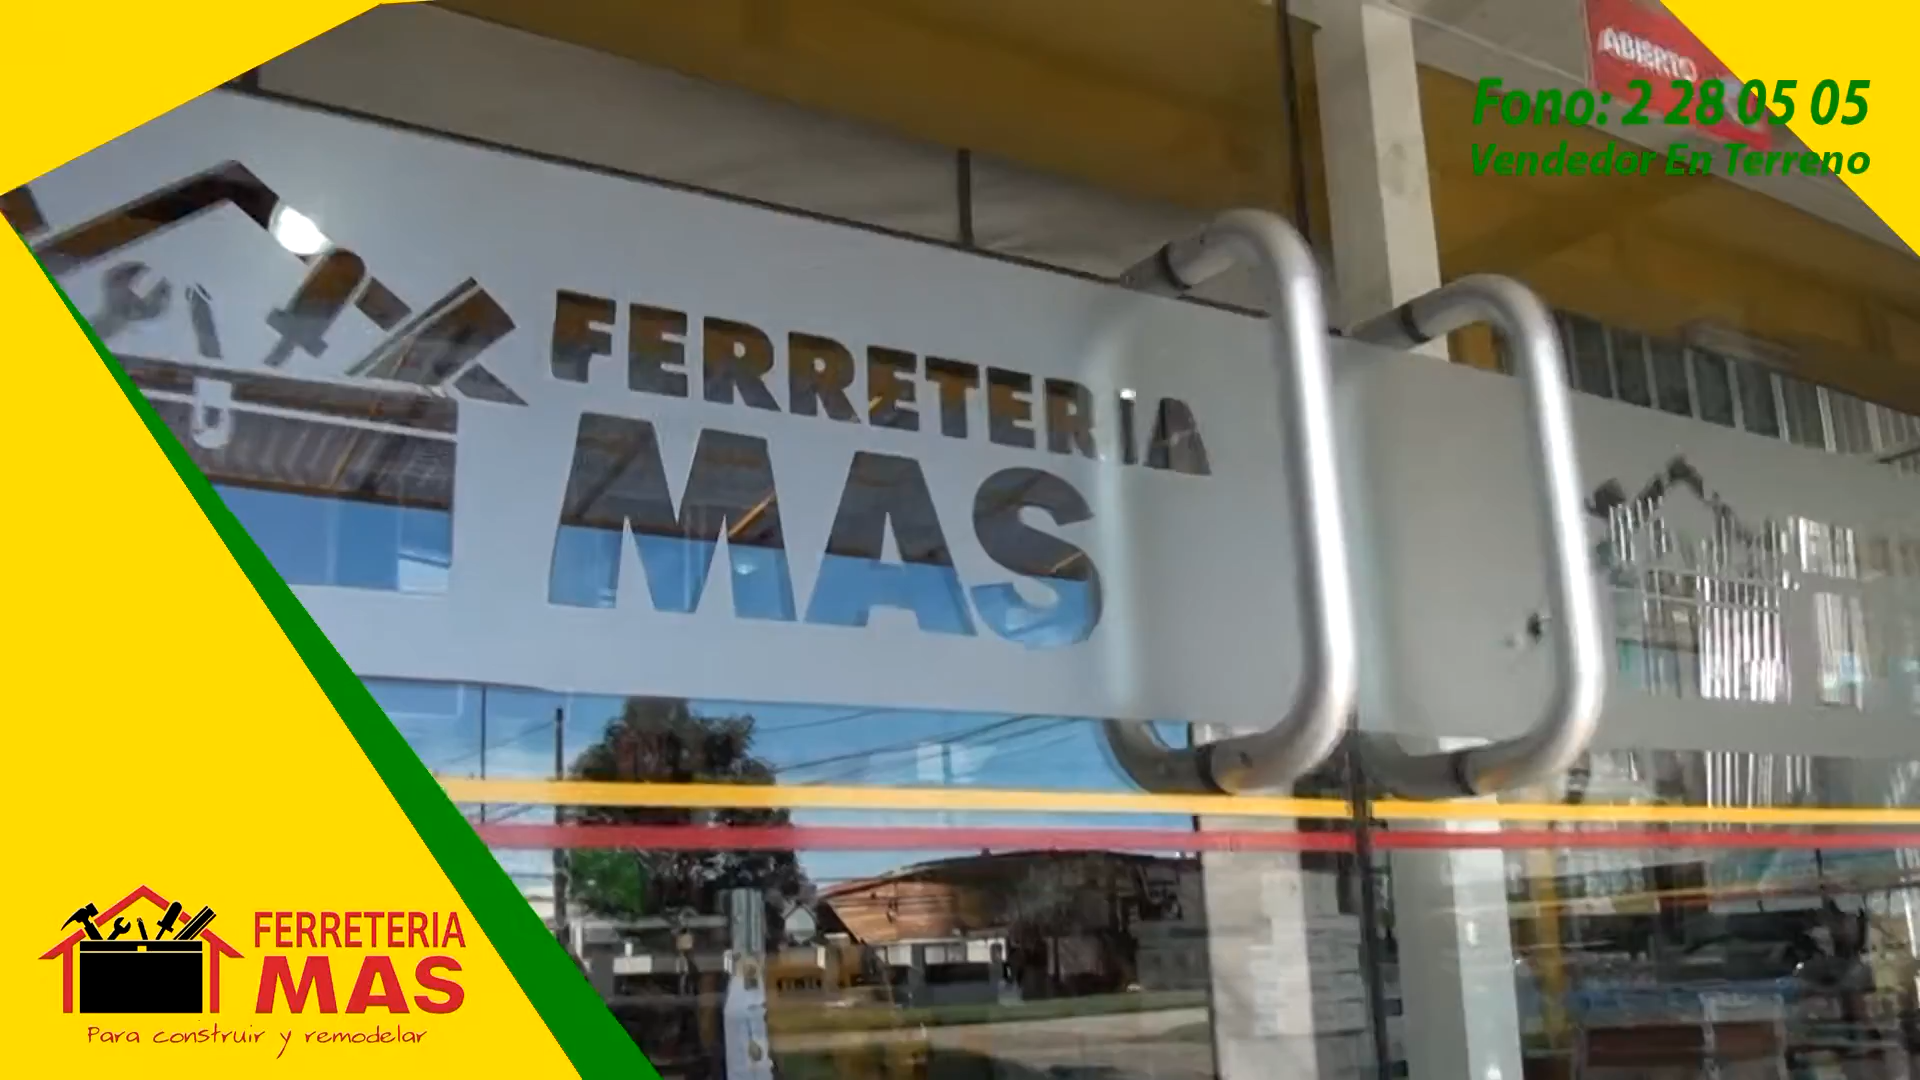 ABIERTO
Fono: 2 28 05 05
Vendedor En Terreno
FERRETERIA
MAS
FERRETERIA
MAS
Para construir y remodelar